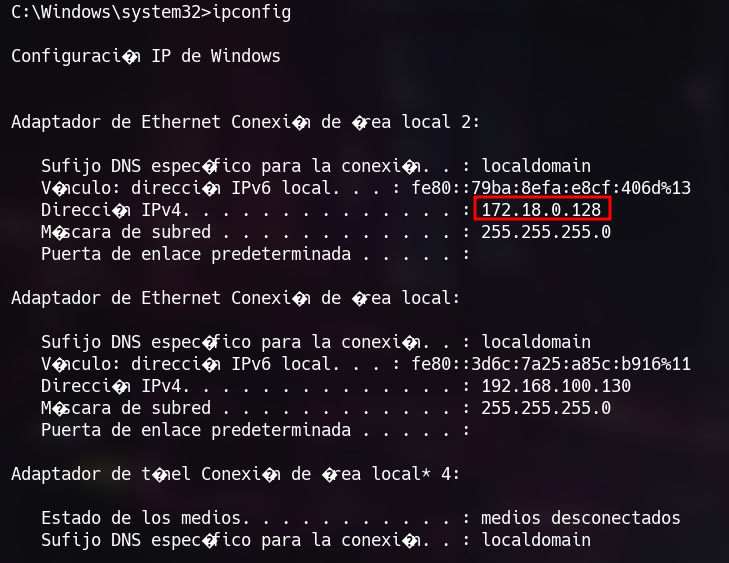 C:\Windows\system32>ipconfig
Configuraci�n IP de Windows
Adaptador de Ethernet Conexi�n de �rea local 2:
Sufijo DNS espec�fico para la conexi�n. . : localdomain
V�nculo: direcci�n IPv6 local. . . : fe80::79ba:8efa:e8cf:406d%13
Direcci�n IPv4. . . . . . . . . . . . . . : 172.18.0.128
M�scara de subred . . . . . . . . . . . . : 255.255.255.0
Puerta de enlace predeterminada . . . . . :
Adaptador de Ethernet Conexi�n de �rea local:
Sufijo DNS espec�fico para la conexi�n. . : localdomain
V�nculo: direcci�n IPv6 local. . . : fe80::3d6c:7a25:a85c:b916%11
Direcci�n IPv4. . . . . . . . . . . . . . : 192.168.100.130
M�scara de subred . . . . . . . . . . . . : 255.255.255.0
Puerta de enlace predeterminada . . . . . :
Adaptador de t�nel Conexi�n de �rea local* 4:
Estado de los medios. . . . . . . . . . . : medios desconectados
Sufijo DNS espec�fico para la conexi�n. . : localdomain